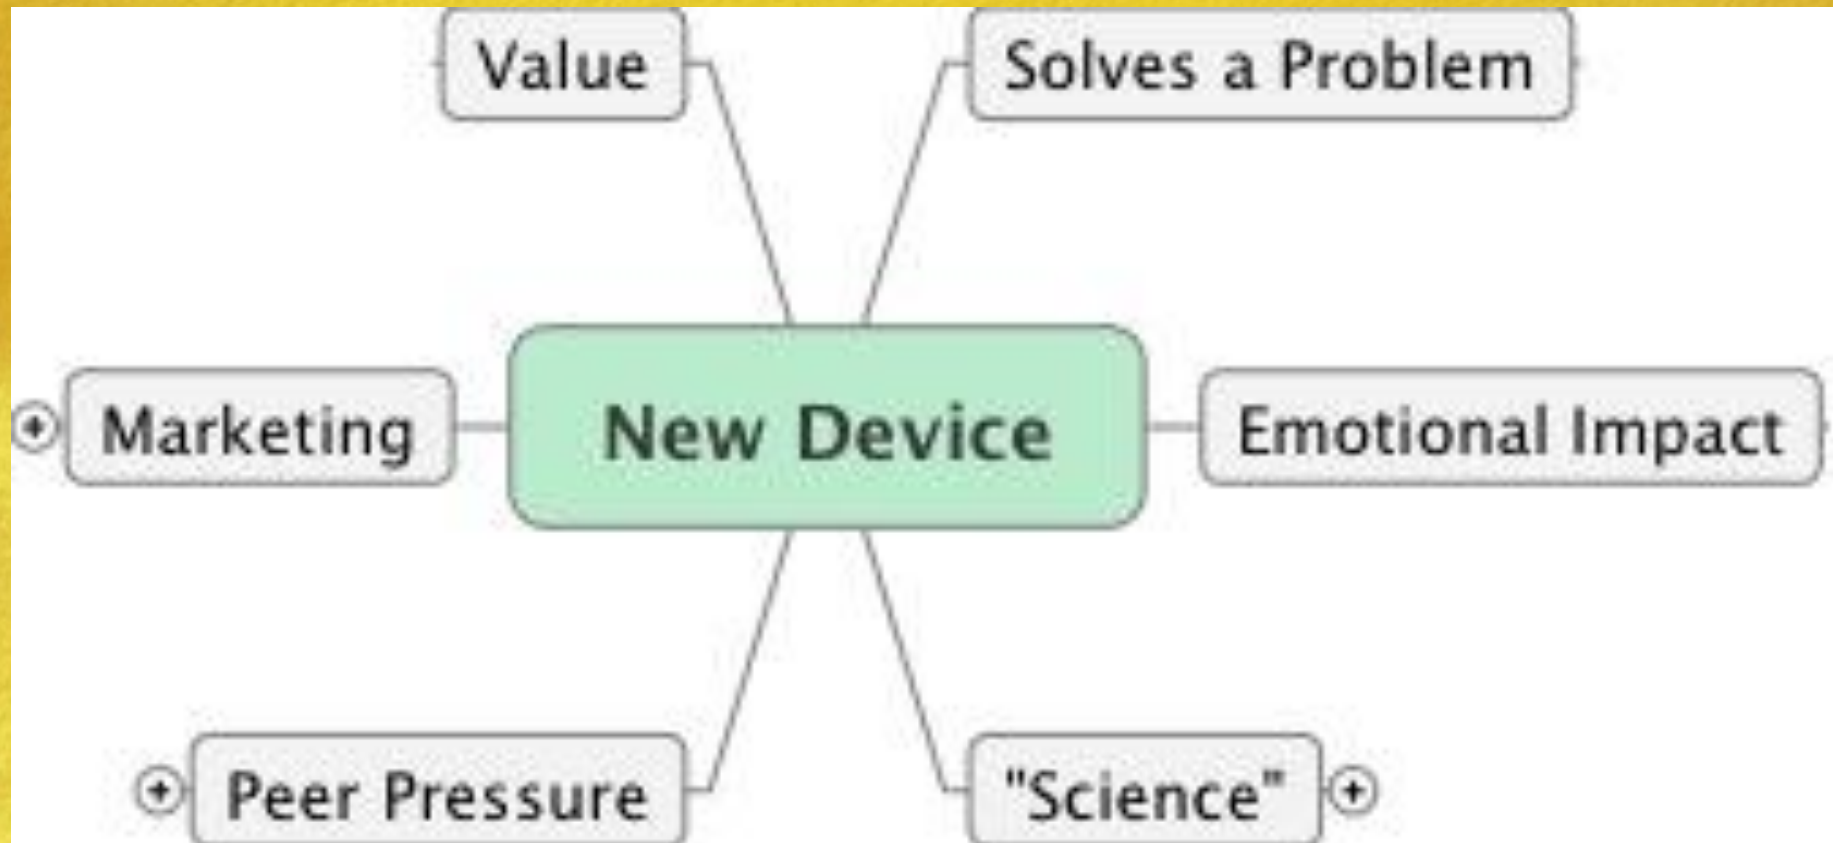 Value
Solves a Problem
Marketing
New Device
Emotional Impact
Peer Pressure
"Science"